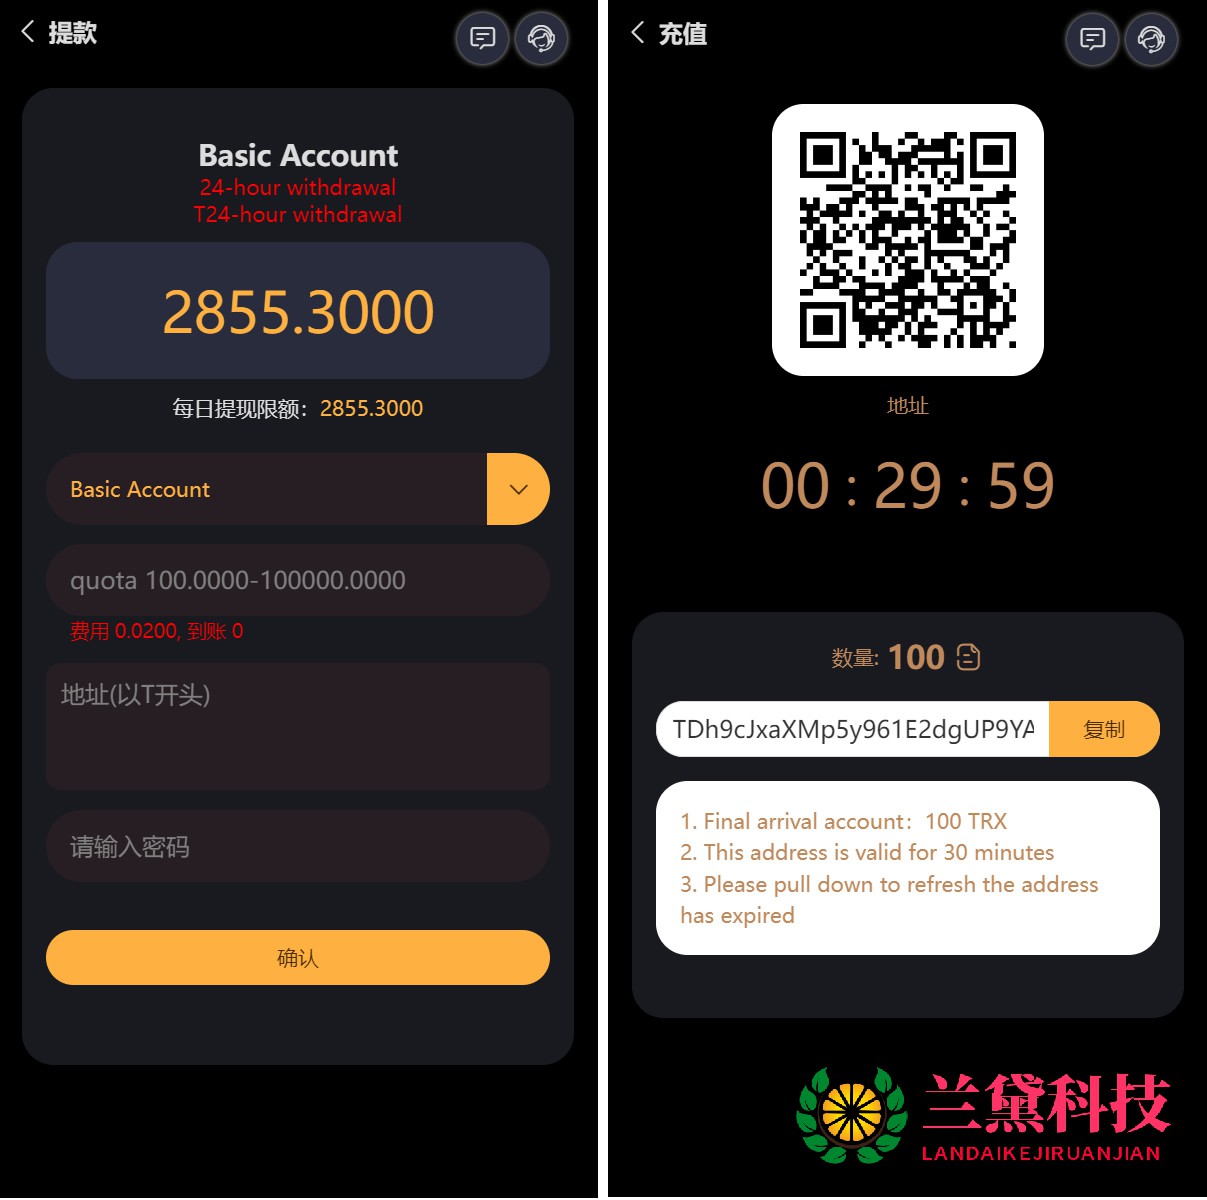 提款
Basic Account
24-hour withdrawal
T24-hour withdrawal
2855.3000
每日提现限额：2855.3000
Basic Account
quota 100.0000-100000.0000
费用 0.0200, 到账 0
地址(以T开头)
请输入密码
确认
充值
地址
00 : 29 : 59
数量: 100
TDh9cJxaXMp5y961E2dgUP9YA
复制
1. Final arrival account：100 TRX
2. This address is valid for 30 minutes
3. Please pull down to refresh the address
has expired
兰黛科技
LANDAIKEJIRUANJIAN